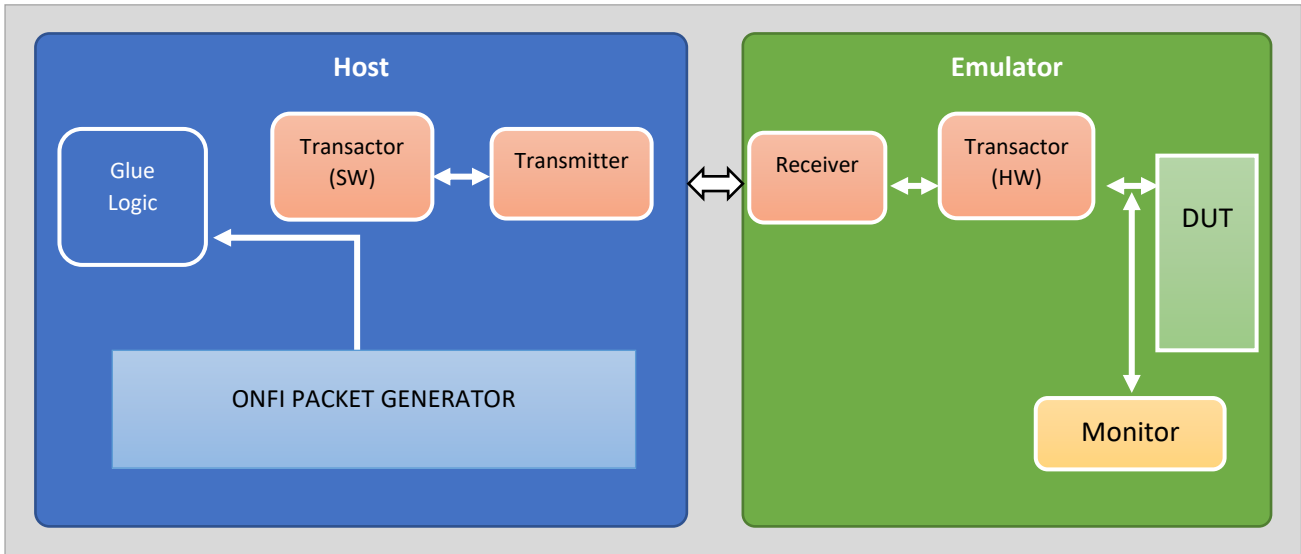 Host
Glue
Logic
Transactor
(SW)
Transmitter
ONFI PACKET GENERATOR
Emulator
Receiver
Transactor
(HW)
DUT
Monitor